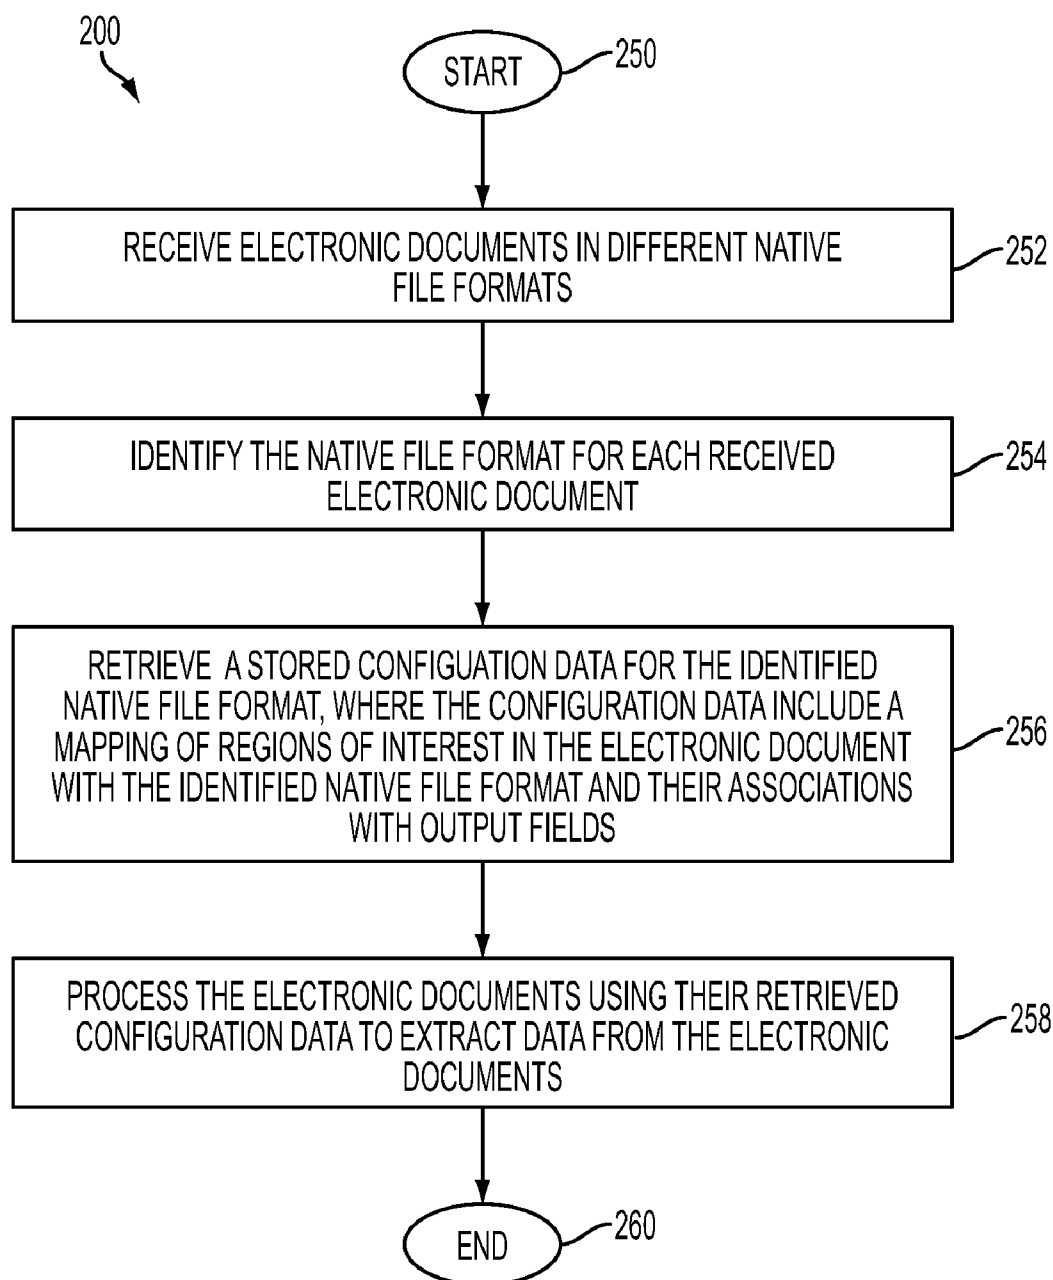 200
START
250
RECEIVE ELECTRONIC DOCUMENTS IN DIFFERENT NATIVE
FILE FORMATS
252
IDENTIFY THE NATIVE FILE FORMAT FOR EACH RECEIVED
ELECTRONIC DOCUMENT
254
RETRIEVE A STORED CONFIGUATION DATA FOR THE IDENTIFIED
NATIVE FILE FORMAT, WHERE THE CONFIGURATION DATA INCLUDE A
MAPPING OF REGIONS OF INTEREST IN THE ELECTRONIC DOCUMENT
WITH THE IDENTIFIED NATIVE FILE FORMAT AND THEIR ASSOCIATIONS
WITH OUTPUT FIELDS
256
PROCESS THE ELECTRONIC DOCUMENTS USING THEIR RETRIEVED
CONFIGURATION DATA TO EXTRACT DATA FROM THE ELECTRONIC
DOCUMENTS
258
END
260